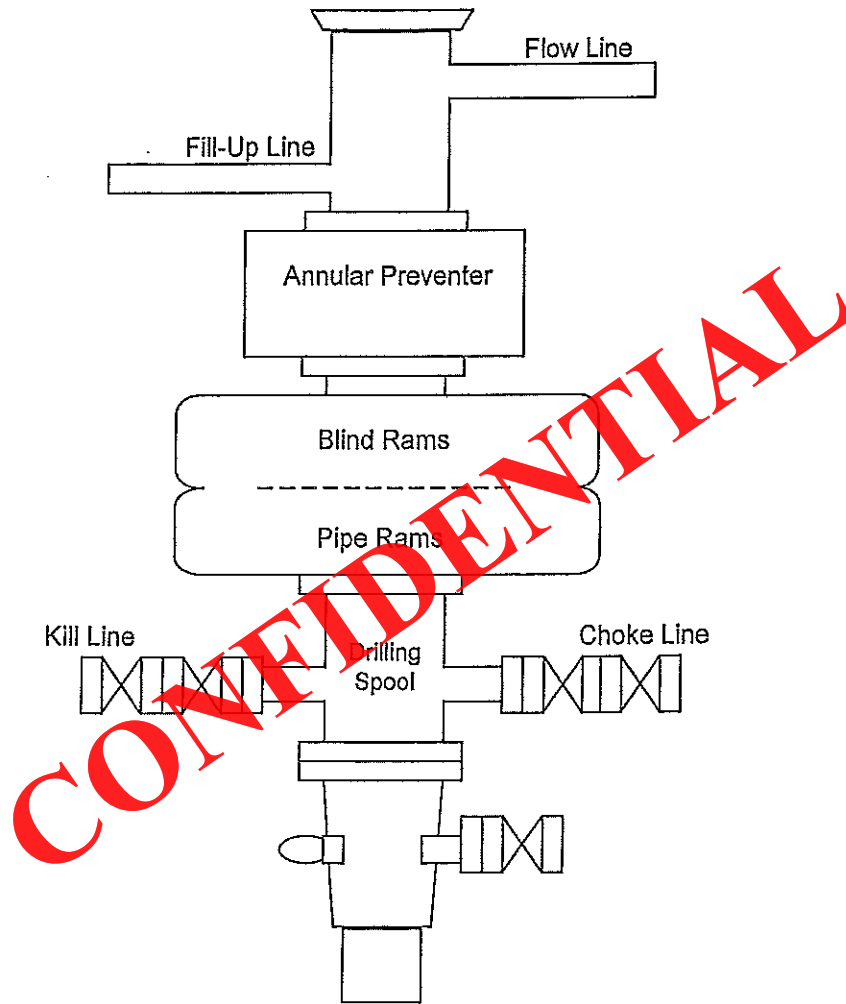 Flow Line
Fill-Up Line
Annular Preventer
Blind Rams
Pipe Rams
Kill Line
Choke Line
Drilling
Spool
CONFIDENTIAL